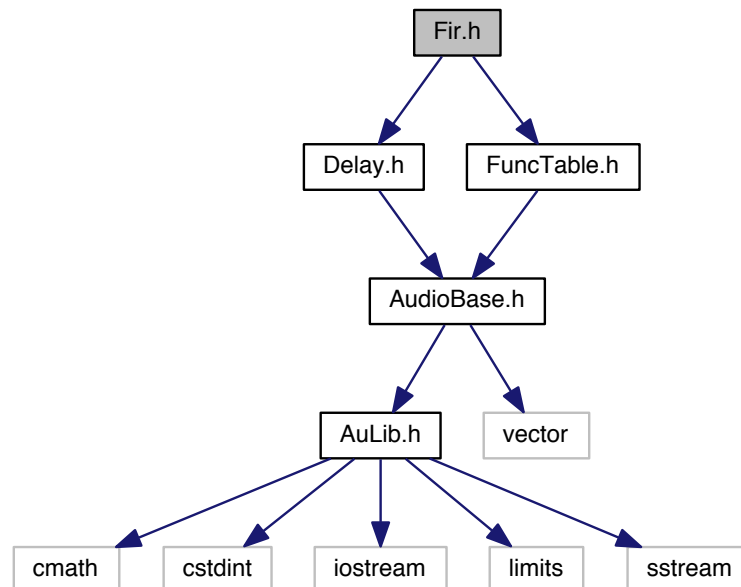 Fir.h
Delay.h
FuncTable.h
AudioBase.h
AuLib.h
vector
cmath
cstdint
iostream
limits
sstream